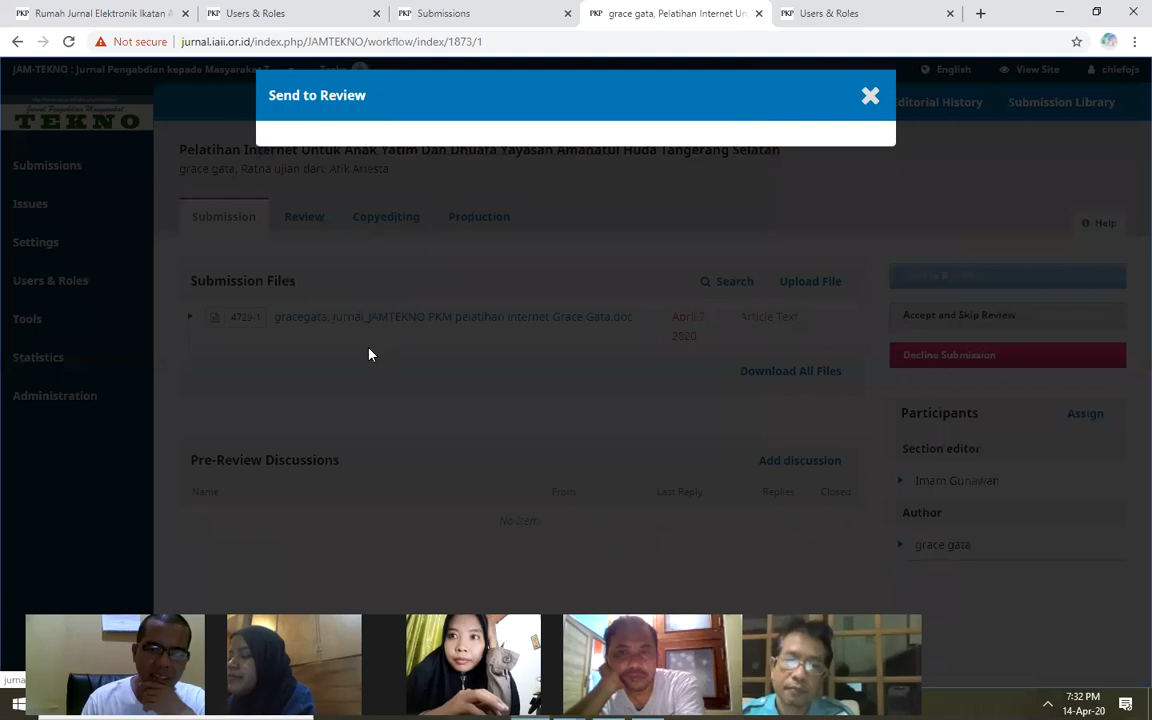 Rumah Jurnal Elektronik Ikatan A
Users & Roles
Submissions
grace gata, Pelatihan Internet Un
Users & Roles
Not secure
jurnal.iaii.or.id/index.php/JAMTEKNO/workflow/index/1873/1
JAM-TEKNO : Jurnal Pengabdian kepada Masyarakat
Tasks
English
View Site
chiefojs
Send to Review
TEKNO
Editorial History
Submission Library
Pelatihan Internet Untuk Anak Yatim Dan Dhuafa Yayasan Amanatul Huda Tangerang Selatan
grace gata, Ratna ujian dari, Atik Ariesta
Submissions
Issues
Settings
Users & Roles
Tools
Statistics
Administration
Submission
Review
Copyediting
Production
Help
Submission Files
Search
Upload File
4729-1
gracegata, Jurnal_JAMTEKNO PKM pelatihan internet Grace Gata.doc
April 7
2020
Article Text
Download All Files
Accept and Skip Review
Decline Submission
Participants
Assign
Section editor
Imam Gunawan
Author
grace gata
Pre-Review Discussions
Add discussion
Name
From
Last Reply
Replies
Closed
No Item
jurna
7:32 PM
14-Apr-20